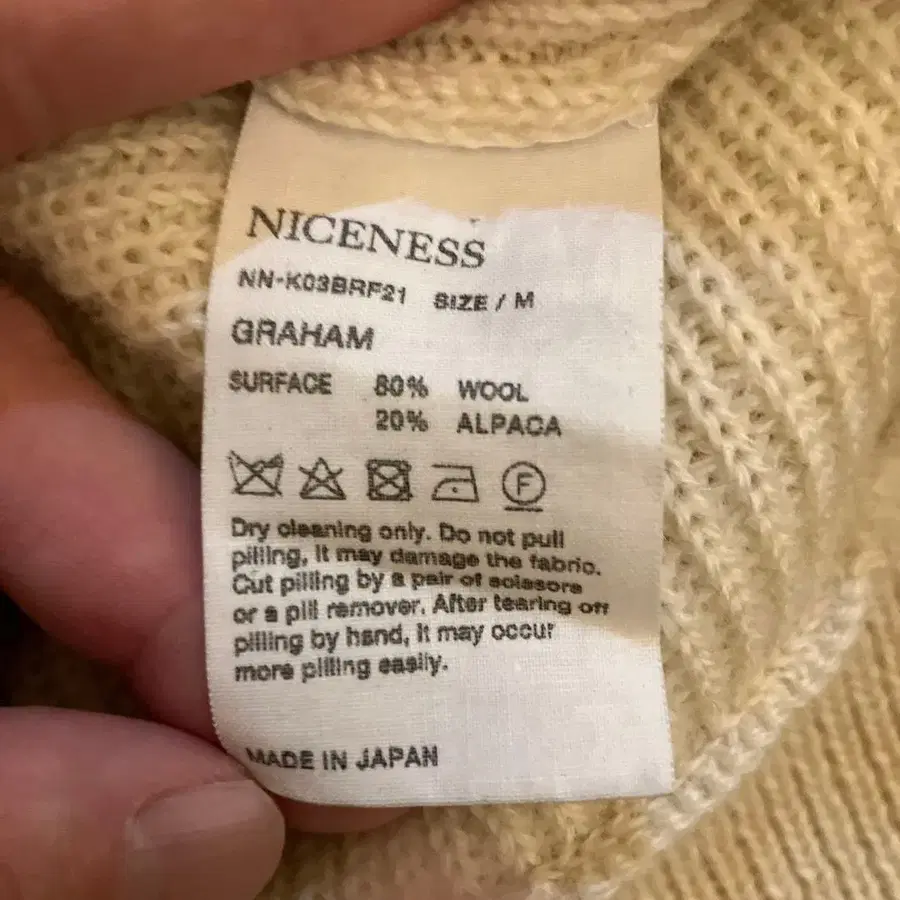 NICENESS
NN-K03BRF21 SIZE / M
GRAHAM
SURFACE 80% WOOL
20% ALPACA
F
Dry cleaning only. Do not pull
pilling, it may damage the fabric.
Cut pilling by a pair of scissors
or a pill remover. After tearing off
pilling by hand, it may occur
more pilling easily.
MADE IN JAPAN